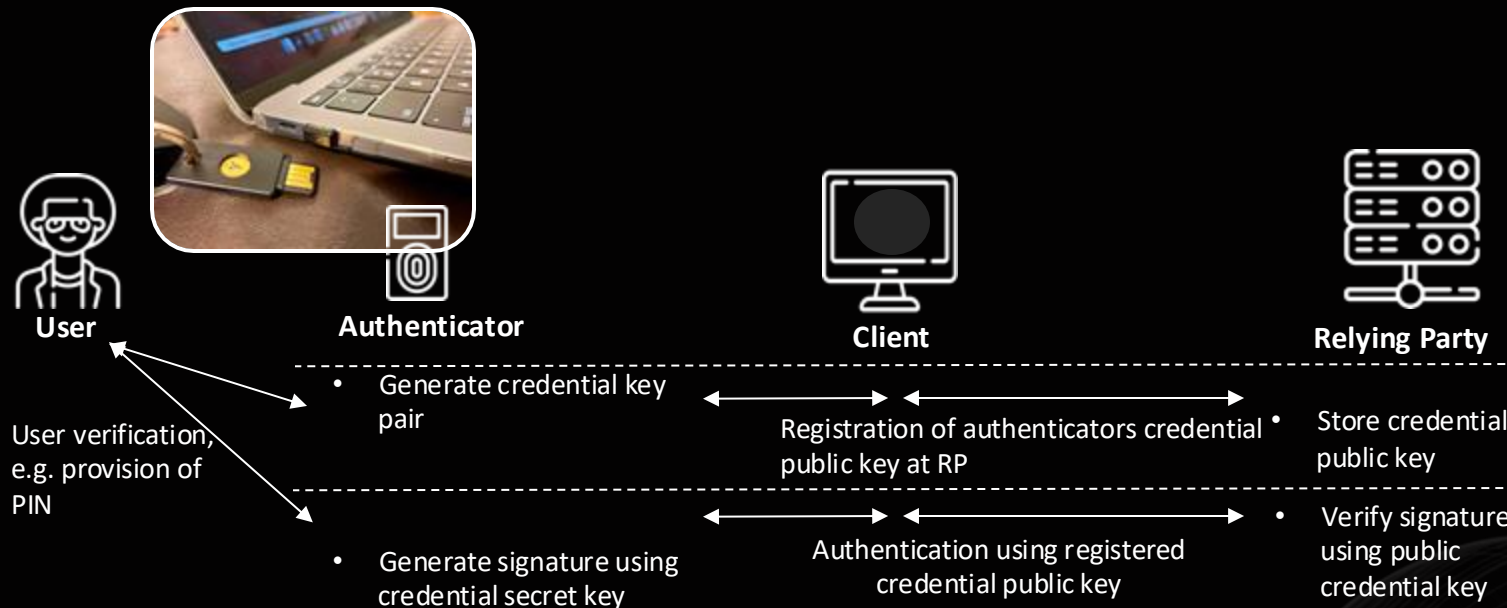 User
Authenticator
Client
Relying Party
User verification,
e.g. provision of
PIN
• Generate credential key
pair
Registration of authenticators credential
public key at RP
• Store credential
public key
• Generate signature using
credential secret key
Authentication using registered
credential public key
• Verify signature
using public
credential key